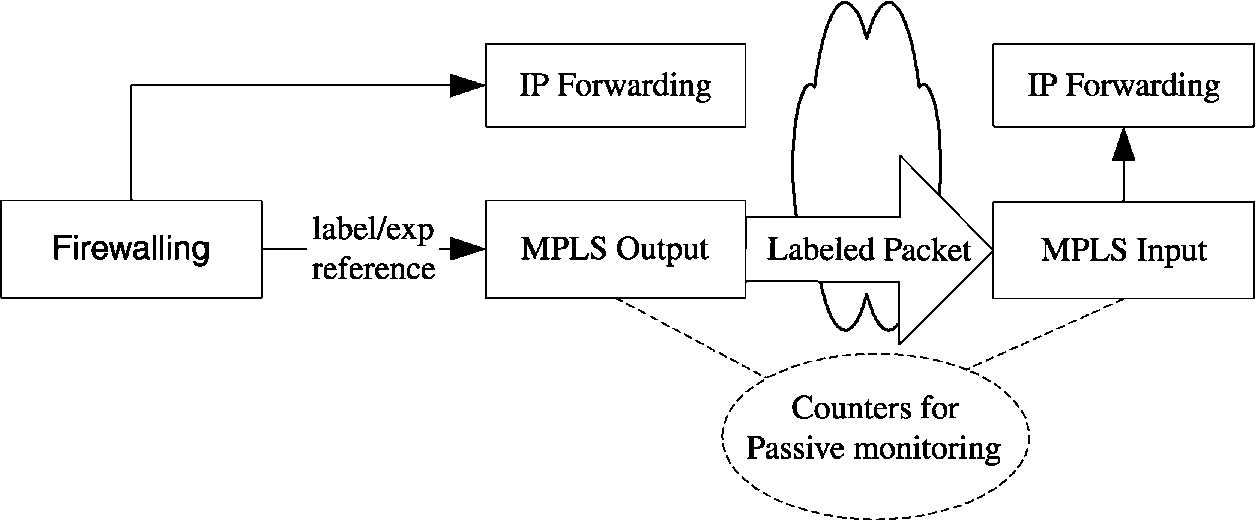 IP Forwarding
IP Forwarding
Firewalling
label/exp
reference
MPLS Output
Labeled Packet
MPLS Input
Counters for
Passive monitoring